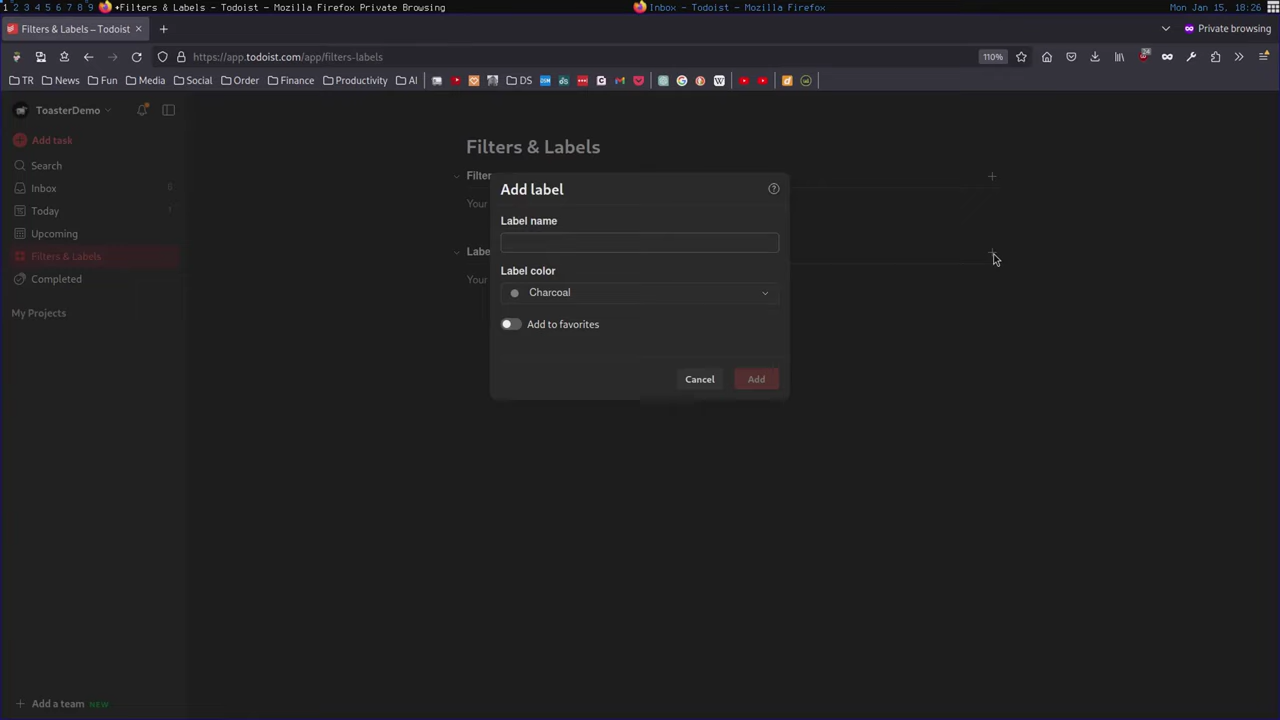 1 2 3 4 5 6 7 8 9 +Filters & Labels - Todoist - Mozilla Firefox Private Browsing Inbox - Todoist - Mozilla Firefox Mon Jan 15, 18:26
Filters & Labels – Todoist Private browsing
https://app.todoist.com/app/filters-labels 110%
TR News Fun Media Social Order Finance Productivity AI DS
ToasterDemo
Add task
Search
Inbox
Today
Upcoming
Filters & Labels
Completed
My Projects
Add a team NEW
Filters & Labels
Filter
Your
Labe
Your
Add label
Label name
Label color
Charcoal
Add to favorites
Cancel Add